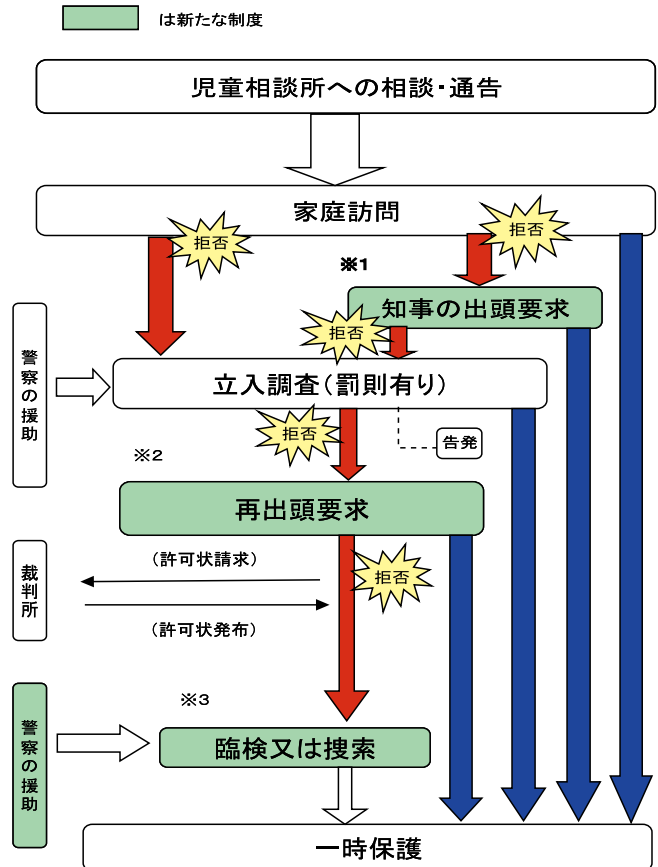 は新たな制度
児童相談所への相談・通告
家庭訪問
拒否
拒否
※1
知事の出頭要求
拒否
警察の援助
立入調査(罰則有り)
拒否
告発
※2
再出頭要求
裁判所
(許可状請求)
拒否
(許可状発布)
※3
警察の援助
臨検又は捜索
一時保護